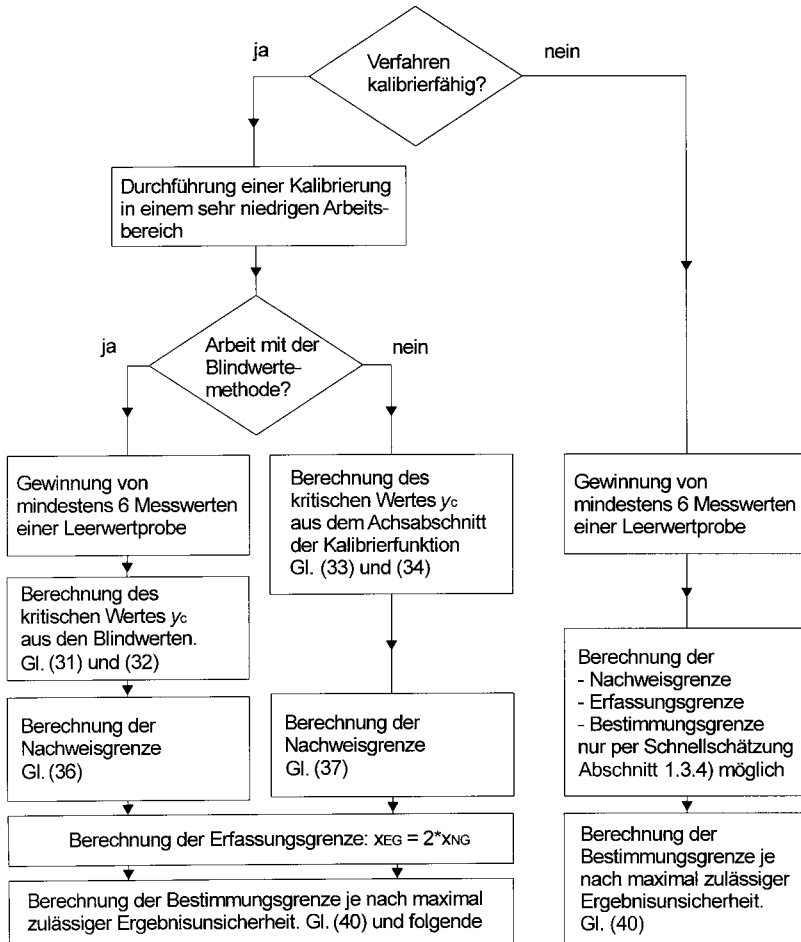 ja
Verfahren
kalibrierfähig?
nein
Durchführung einer Kalibrierung
in einem sehr niedrigen Arbeits-
bereich
ja
Arbeit mit der
Blindwerte-
methode?
nein
Gewinnung von
mindestens 6 Messwerten
einer Leerwertprobe
Berechnung des
kritischen Wertes yc
aus dem Achsabschnitt
der Kalibrierfunktion
Gl. (33) und (34)
Gewinnung von
mindestens 6 Messwerten
einer Leerwertprobe
Berechnung des
kritischen Wertes yc
aus den Blindwerten.
Gl. (31) und (32)
Berechnung der
- Nachweisgrenze
- Erfassungsgrenze
- Bestimmungsgrenze
nur per Schnellschätzung
Abschnitt 1.3.4) möglich
Berechnung der
Nachweisgrenze
Gl. (36)
Berechnung der
Nachweisgrenze
Gl. (37)
Berechnung der Erfassungsgrenze: xEG = 2*xNG
Berechnung der Bestimmungsgrenze je nach maximal
zulässiger Ergebnisunsicherheit. Gl. (40) und folgende
Berechnung der
Bestimmungsgrenze je
nach maximal zulässiger
Ergebnisunsicherheit.
Gl. (40)